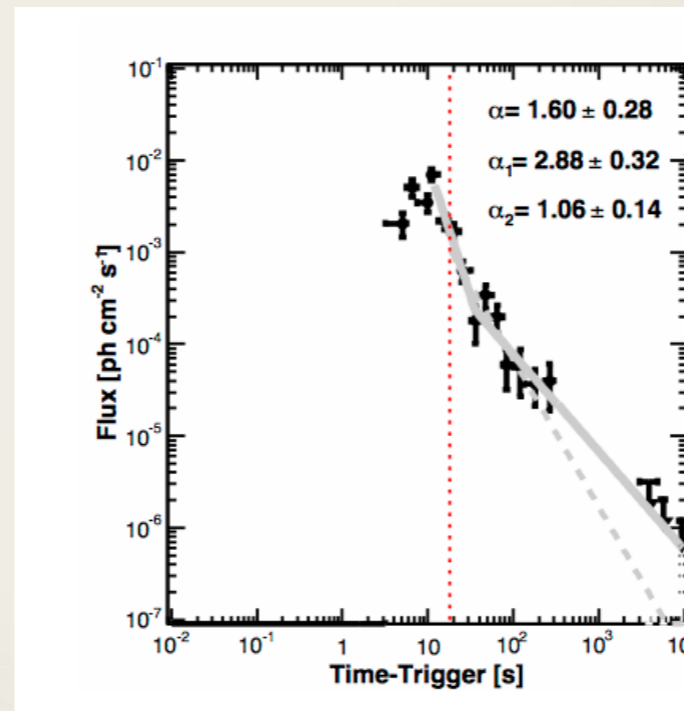 10⁻¹
α= 1.60 ± 0.28
α₁= 2.88 ± 0.32
α₂= 1.06 ± 0.14
10⁻²
10⁻³
10⁻⁴
10⁻⁵
10⁻⁶
10⁻⁷
Flux [ph cm⁻² s⁻¹]
10⁻² 10⁻¹ 1 10 10² 10³
Time-Trigger [s]